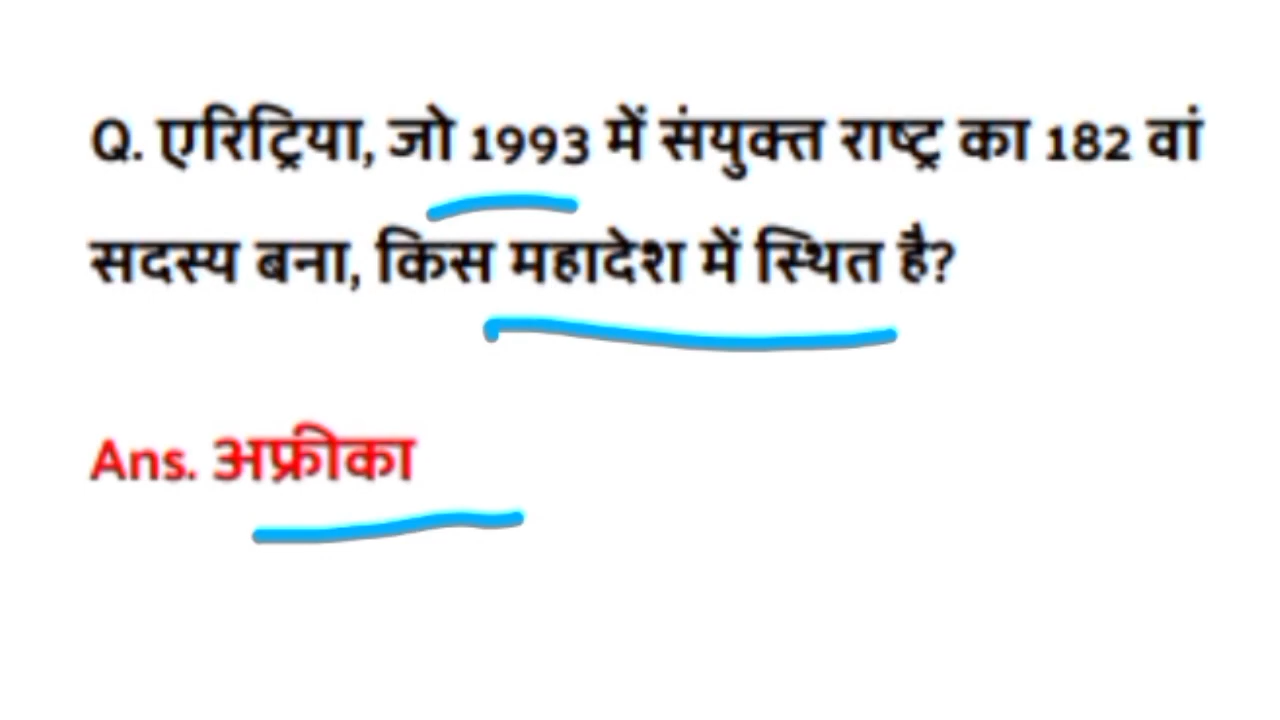 Q. एरिट्रिया, जो 1993 में संयुक्त राष्ट्र का 182 वां
सदस्य बना, किस महादेश में स्थित है?
Ans. अफ्रीका